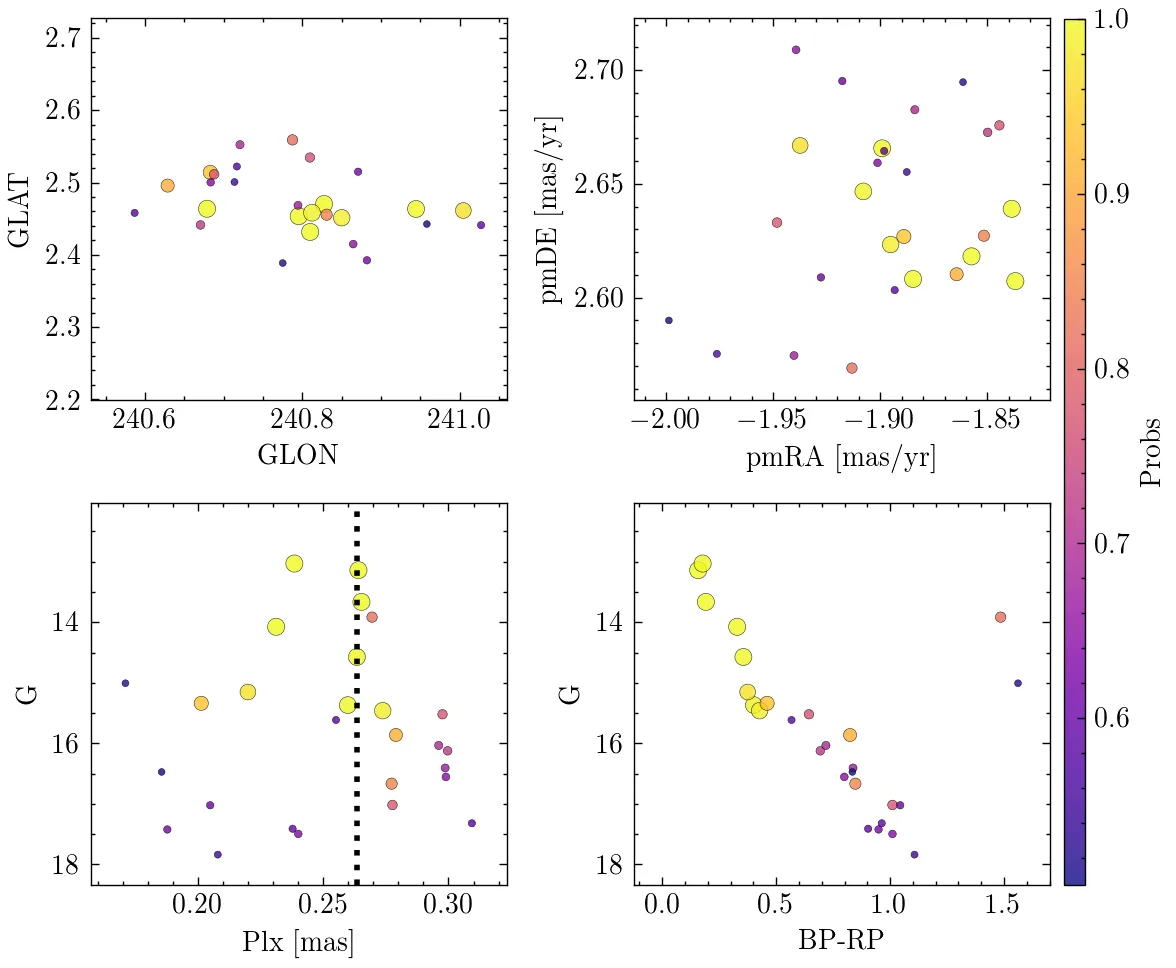 2.7
2.6
2.5
2.4
2.3
2.2
GLAT
240.6 240.8 241.0
GLON
2.70
2.65
2.60
pmDE [mas/yr]
−2.00 −1.95 −1.90 −1.85
pmRA [mas/yr]
1.0
0.9
0.8
0.7
0.6
Probs
14
16
18
G
0.20 0.25 0.30
Plx [mas]
14
16
18
G
0.0 0.5 1.0 1.5
BP-RP